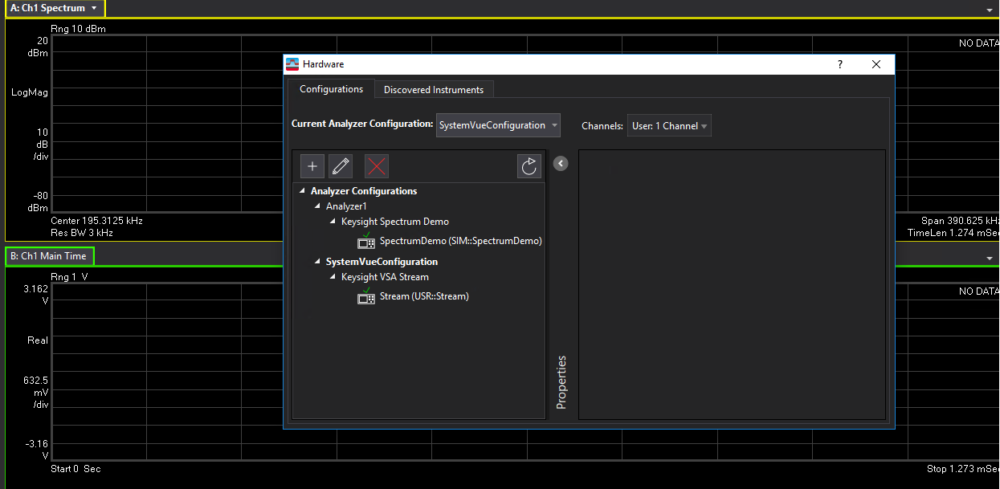 A: Ch1 Spectrum
Rng 10 dBm
20
dBm
LogMag
10
dB
/div
-80
dBm
Center 195.3125 kHz
Res BW 3 kHz
NO DATA
Span 390.625 kHz
TimeLen 1.274 mSec
B: Ch1 Main Time
Rng 1 V
3.162
V
Real
632.5
mV
/div
-3.16
V
Start 0 Sec
NO DATA
Stop 1.273 mSec
Hardware
?
Configurations
Discovered Instruments
Current Analyzer Configuration:
SystemVueConfiguration
Channels:
User: 1 Channel
Analyzer Configurations
Analyzer1
Keysight Spectrum Demo
SpectrumDemo (SIM::SpectrumDemo)
SystemVueConfiguration
Keysight VSA Stream
Stream (USR::Stream)
Properties